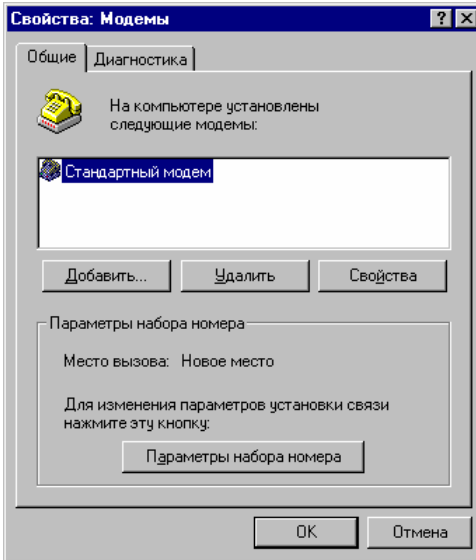 Свойства: Модемы
Общие Диагностика
На компьютере установлены
следующие модемы:
Стандартный модем
Добавить... Удалить Свойства
Параметры набора номера
Место вызова: Новое место
Для изменения параметров установки связи
нажмите эту кнопку:
Параметры набора номера
OK Отмена